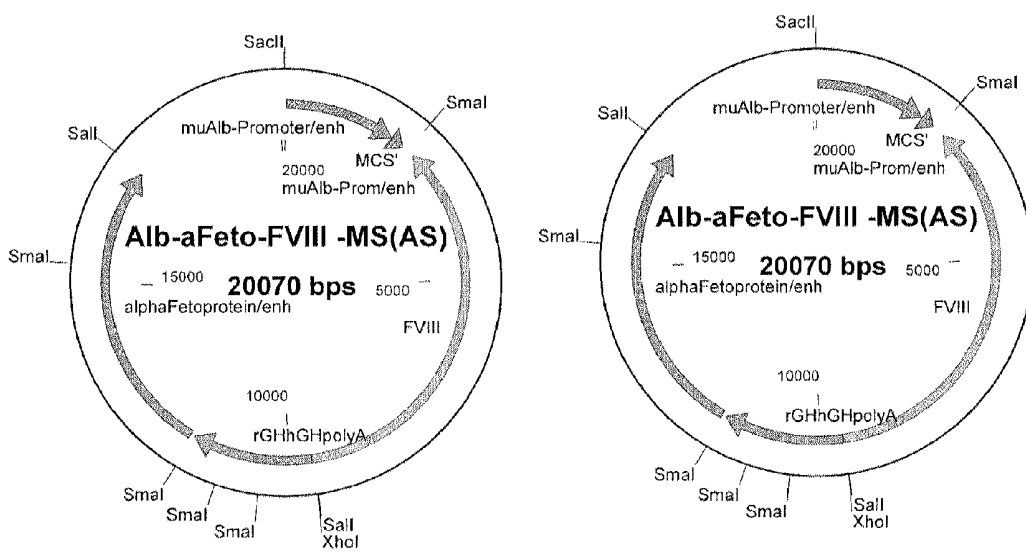 SacII
SmaI
SalI
muAlb-Promoter/enh
MCS'
20000
muAlb-Prom/enh
Alb-aFeto-FVIII -MS(AS)
SmaI
15000
20070 bps
5000
alphaFetoprotein/enh
FVIII
10000
rGHhGHpolyA
SmaI
SmaI
SmaI
SalI
XhoI
SacII
SmaI
SalI
muAlb-Promoter/enh
MCS'
20000
muAlb-Prom/enh
Alb-aFeto-FVIII -MS(AS)
SmaI
15000
20070 bps
5000
alphaFetoprotein/enh
FVIII
10000
rGHhGHpolyA
SmaI
SmaI
SmaI
SalI
XhoI